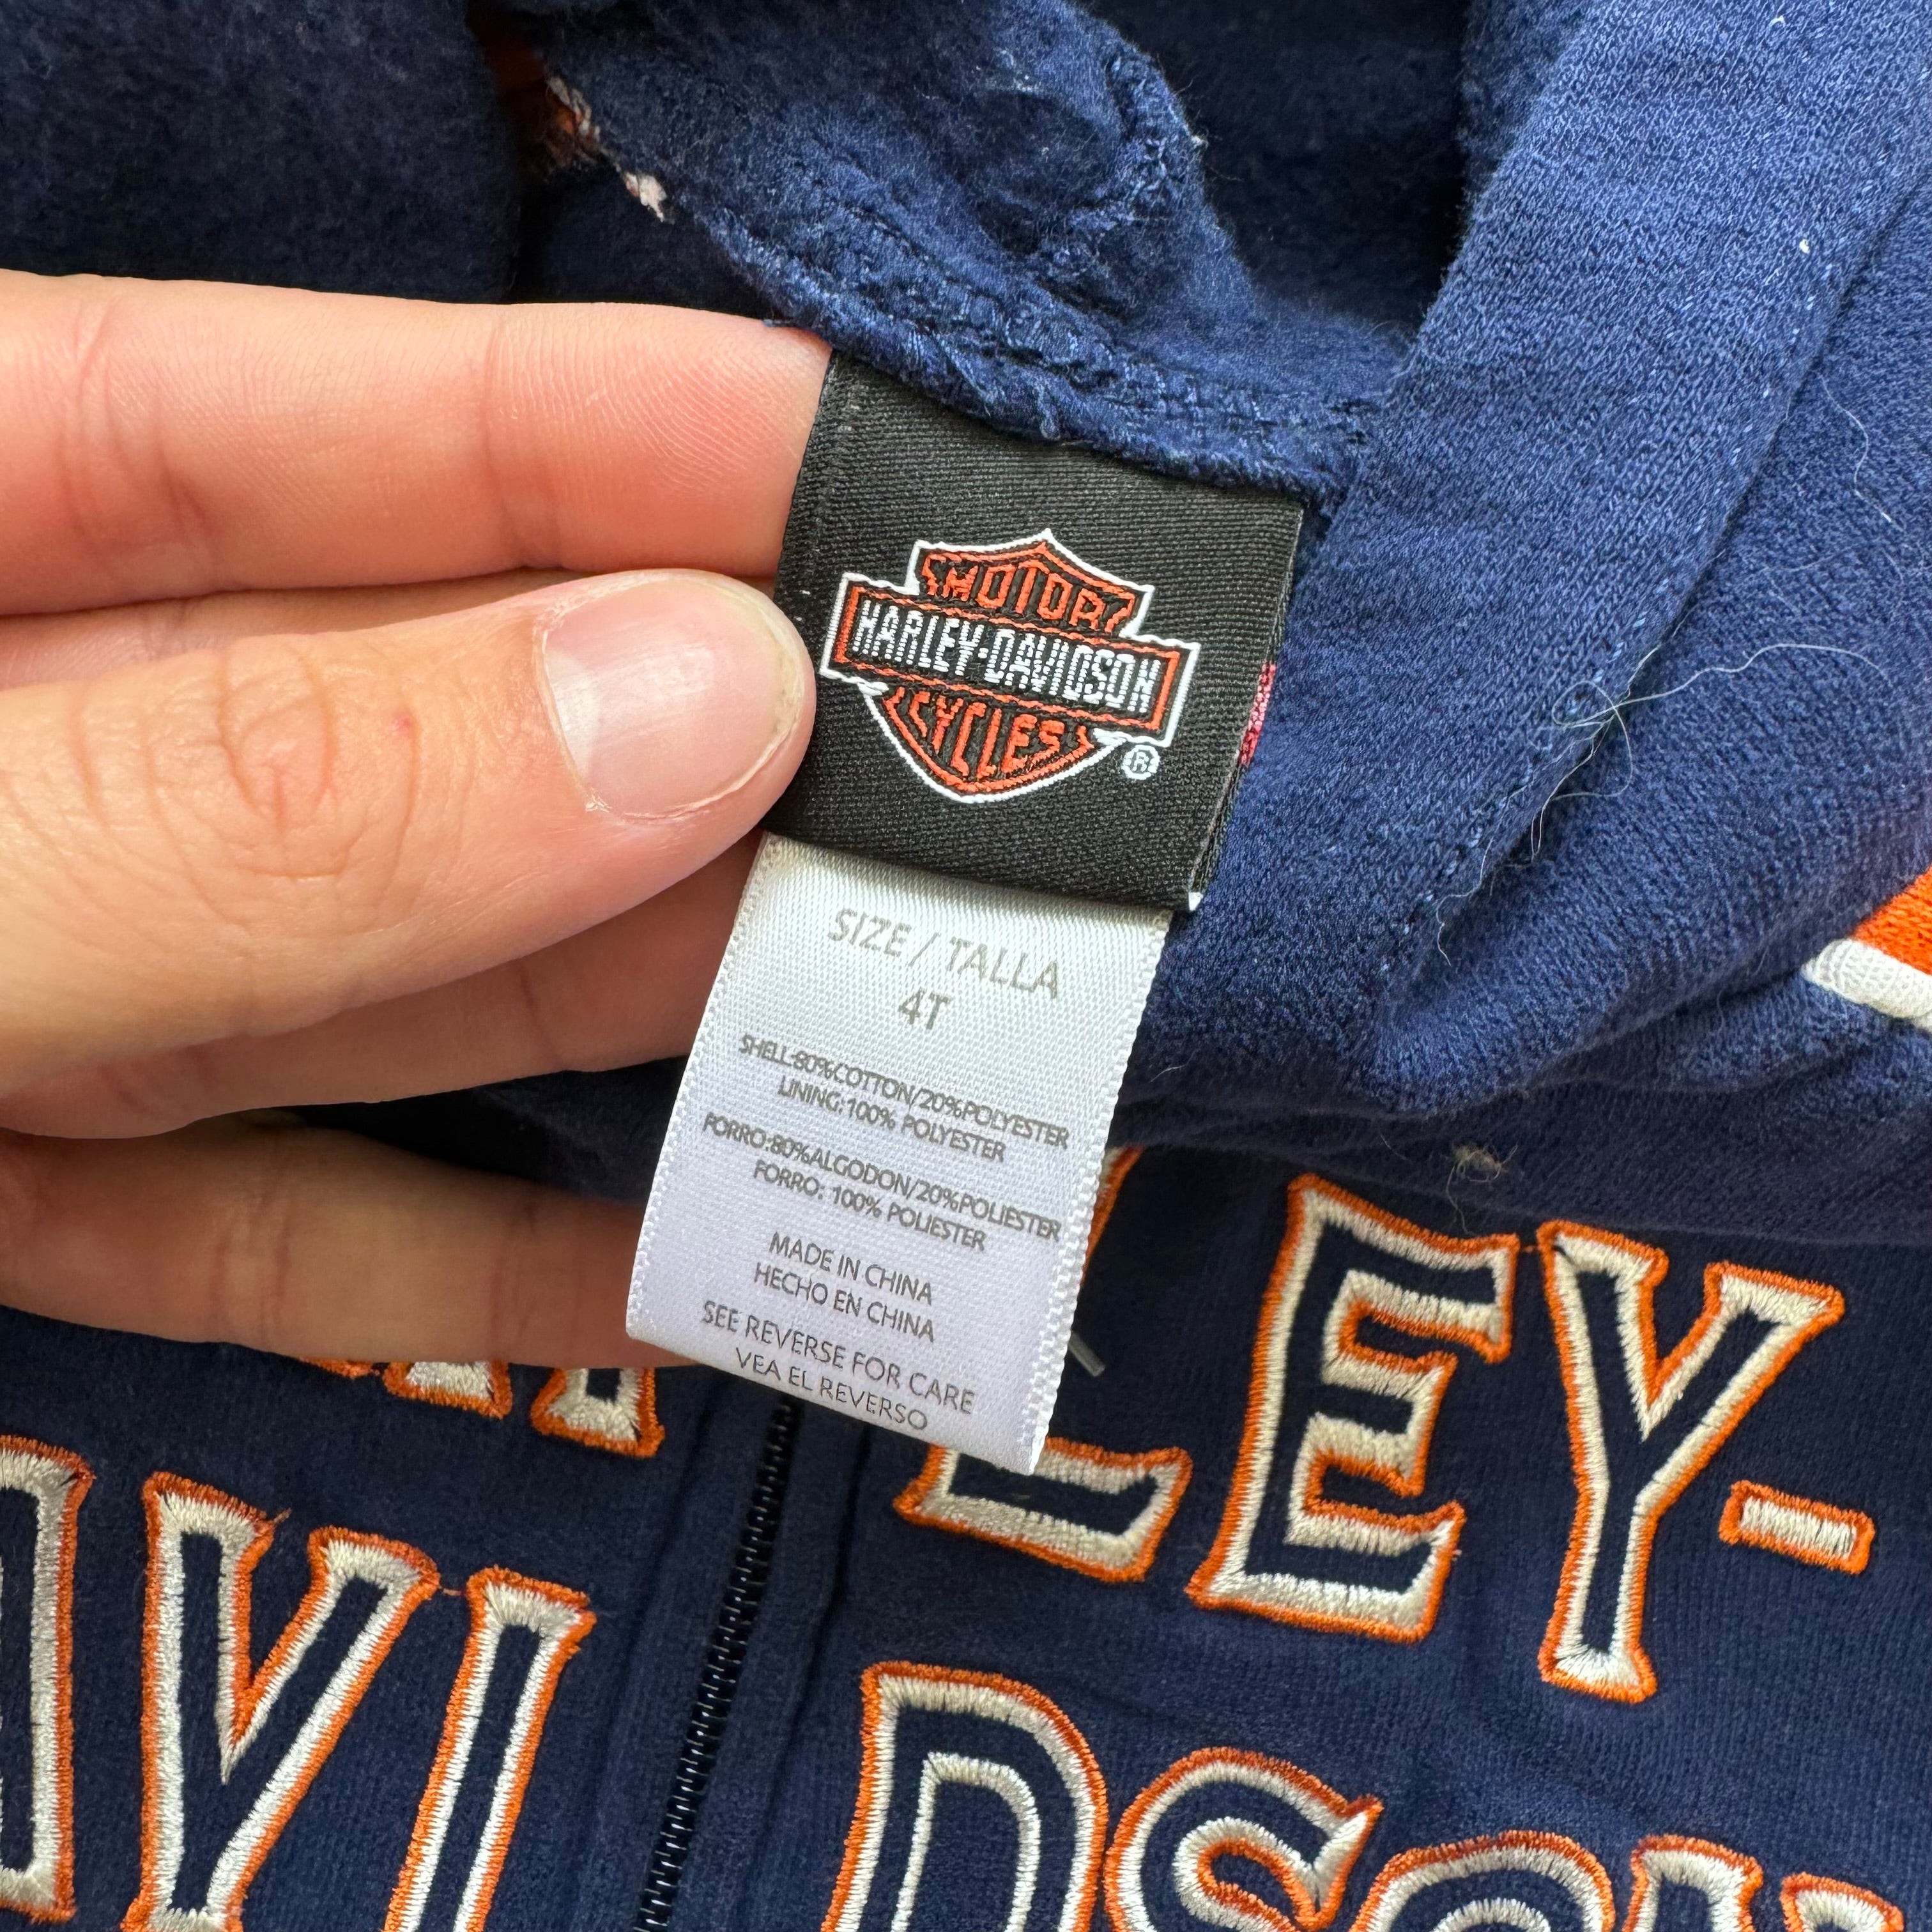 MOTOR
HARLEY-DAVIDSON
CYCLES
®
SIZE / TALLA
4T
SHELL:80%COTTON/20%POLYESTER
LINING:100% POLYESTER
FORRO:80%ALGODON/20%POLIESTER
FORRO: 100% POLIESTER
MADE IN CHINA
HECHO EN CHINA
SEE REVERSE FOR CARE
VEA EL REVERSO
LEY-
AVIDSON